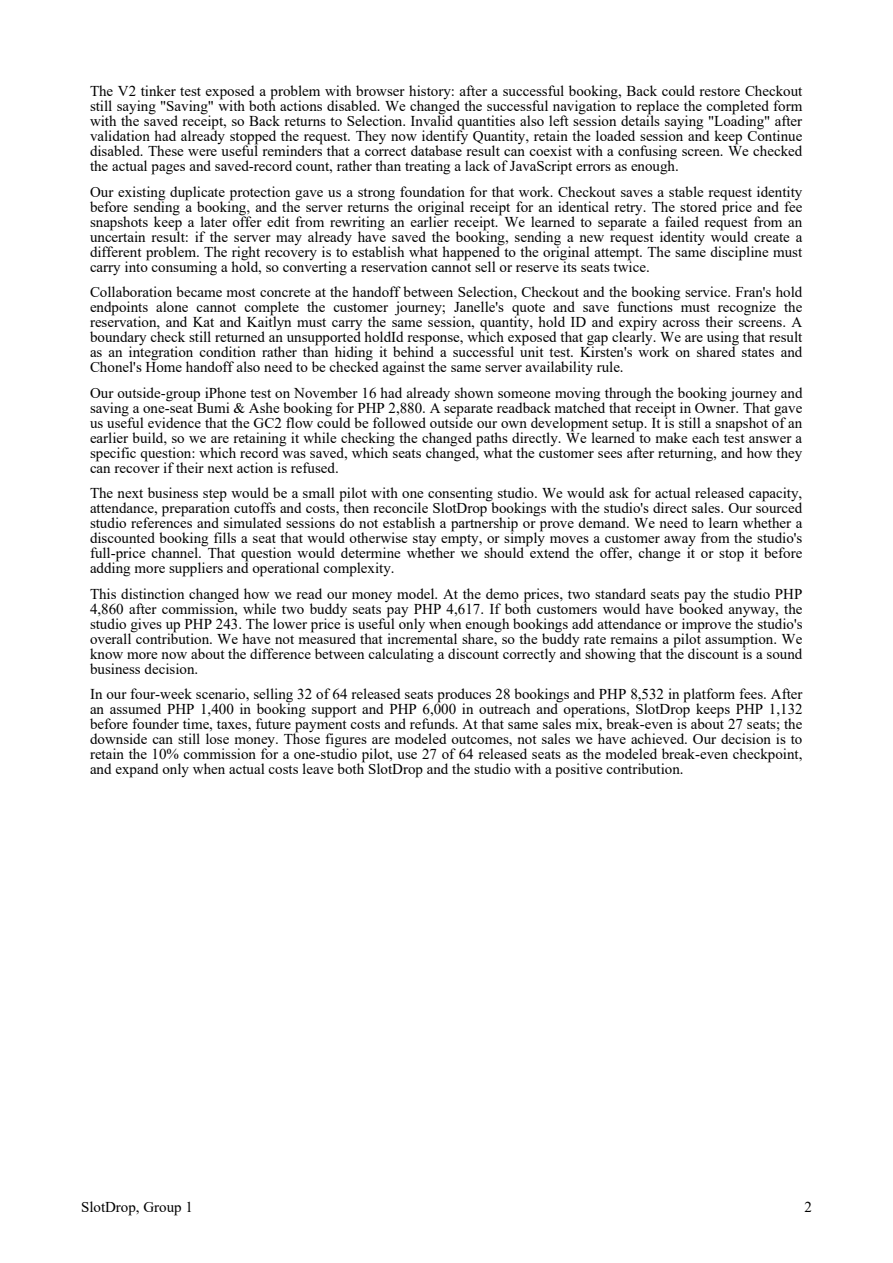 The V2 tinker test exposed a problem with browser history: after a successful booking, Back could restore Checkout
still saying "Saving" with both actions disabled. We changed the successful navigation to replace the completed form
with the saved receipt, so Back returns to Selection. Invalid quantities also left session details saying "Loading" after
validation had already stopped the request. They now identify Quantity, retain the loaded session and keep Continue
disabled. These were useful reminders that a correct database result can coexist with a confusing screen. We checked
the actual pages and saved-record count, rather than treating a lack of JavaScript errors as enough.
Our existing duplicate protection gave us a strong foundation for that work. Checkout saves a stable request identity
before sending a booking, and the server returns the original receipt for an identical retry. The stored price and fee
snapshots keep a later offer edit from rewriting an earlier receipt. We learned to separate a failed request from an
uncertain result: if the server may already have saved the booking, sending a new request identity would create a
different problem. The right recovery is to establish what happened to the original attempt. The same discipline must
carry into consuming a hold, so converting a reservation cannot sell or reserve its seats twice.
Collaboration became most concrete at the handoff between Selection, Checkout and the booking service. Fran's hold
endpoints alone cannot complete the customer journey; Janelle's quote and save functions must recognize the
reservation, and Kat and Kaitlyn must carry the same session, quantity, hold ID and expiry across their screens. A
boundary check still returned an unsupported holdId response, which exposed that gap clearly. We are using that result
as an integration condition rather than hiding it behind a successful unit test. Kirsten's work on shared states and
Chonel's Home handoff also need to be checked against the same server availability rule.
Our outside-group iPhone test on November 16 had already shown someone moving through the booking journey and
saving a one-seat Bumi & Ashe booking for PHP 2,880. A separate readback matched that receipt in Owner. That gave
us useful evidence that the GC2 flow could be followed outside our own development setup. It is still a snapshot of an
earlier build, so we are retaining it while checking the changed paths directly. We learned to make each test answer a
specific question: which record was saved, which seats changed, what the customer sees after returning, and how they
can recover if their next action is refused.
The next business step would be a small pilot with one consenting studio. We would ask for actual released capacity,
attendance, preparation cutoffs and costs, then reconcile SlotDrop bookings with the studio's direct sales. Our sourced
studio references and simulated sessions do not establish a partnership or prove demand. We need to learn whether a
discounted booking fills a seat that would otherwise stay empty, or simply moves a customer away from the studio's
full-price channel. That question would determine whether we should extend the offer, change it or stop it before
adding more suppliers and operational complexity.
This distinction changed how we read our money model. At the demo prices, two standard seats pay the studio PHP
4,860 after commission, while two buddy seats pay PHP 4,617. If both customers would have booked anyway, the
studio gives up PHP 243. The lower price is useful only when enough bookings add attendance or improve the studio's
overall contribution. We have not measured that incremental share, so the buddy rate remains a pilot assumption. We
know more now about the difference between calculating a discount correctly and showing that the discount is a sound
business decision.
In our four-week scenario, selling 32 of 64 released seats produces 28 bookings and PHP 8,532 in platform fees. After
an assumed PHP 1,400 in booking support and PHP 6,000 in outreach and operations, SlotDrop keeps PHP 1,132
before founder time, taxes, future payment costs and refunds. At that same sales mix, break-even is about 27 seats; the
downside can still lose money. Those figures are modeled outcomes, not sales we have achieved. Our decision is to
retain the 10% commission for a one-studio pilot, use 27 of 64 released seats as the modeled break-even checkpoint,
and expand only when actual costs leave both SlotDrop and the studio with a positive contribution.
SlotDrop, Group 1
2